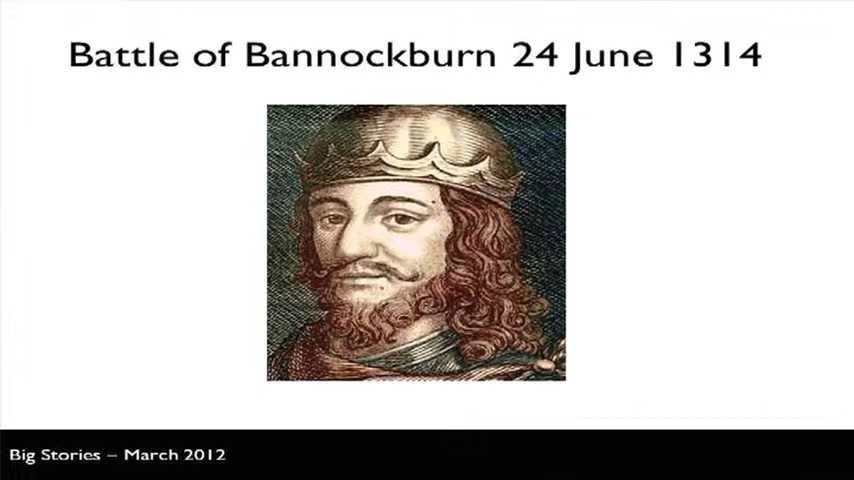 Battle of Bannockburn 24 June 1314
Big Stories – March 2012